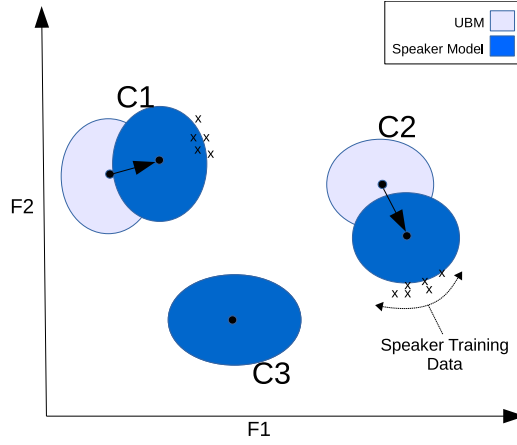 UBM
Speaker Model
C1
C2
F2
x
x x
x x
x
x x
x x x
Speaker Training
Data
C3
F1